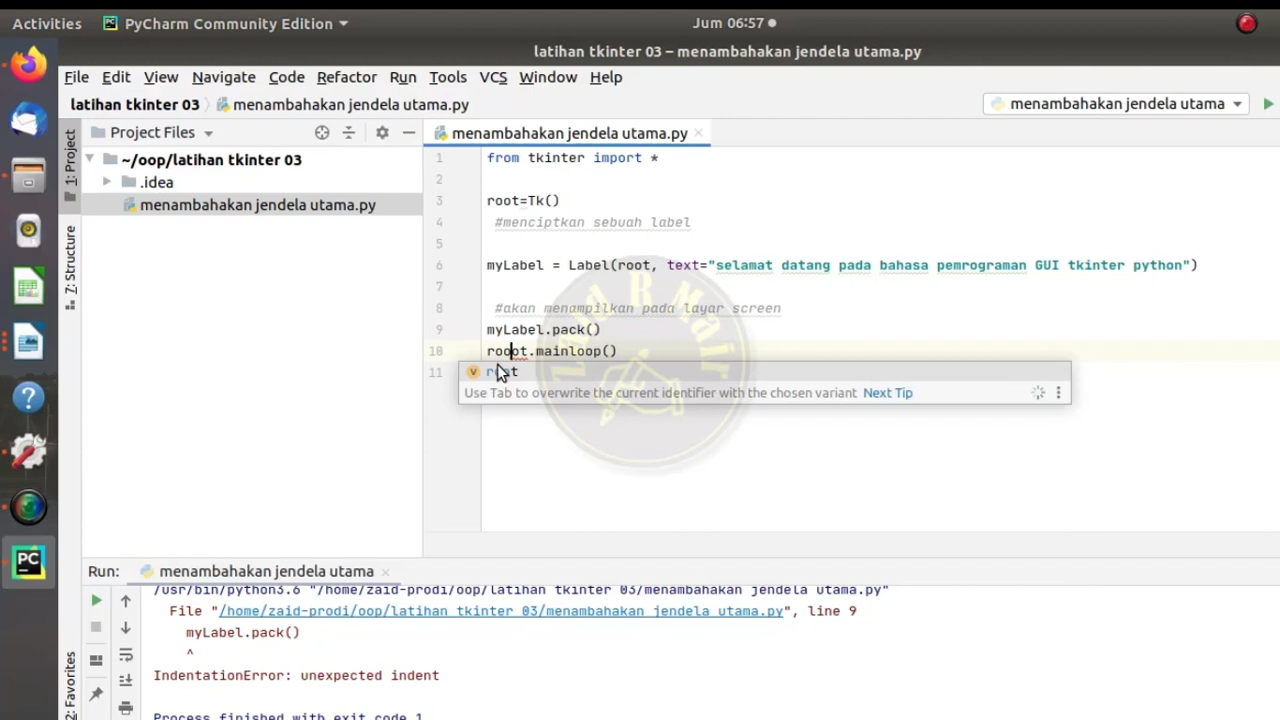 Activities PyCharm Community Edition Jum 06:57
latihan tkinter 03 – menambahakan jendela utama.py
File Edit View Navigate Code Refactor Run Tools VCS Window Help
latihan tkinter 03 menambahakan jendela utama.py menambahakan jendela utama
1: Project
Project Files
menambahakan jendela utama.py
~/oop/latihan tkinter 03
.idea
menambahakan jendela utama.py
7: Structure
2: Favorites
1 from tkinter import *
2
3 root=Tk()
4 #menciptkan sebuah label
5
6 myLabel = Label(root, text="selamat datang pada bahasa pemrograman GUI tkinter python")
7
8 #akan menampilkan pada layar screen
9 myLabel.pack()
10 rooot.mainloop()
11
v root
Use Tab to overwrite the current identifier with the chosen variant Next Tip
Zaid B Mair
PC
Run: menambahakan jendela utama
/usr/bin/python3.6 "/home/zaid-prodi/oop/latihan tkinter 03/menambahakan jendela utama.py"
File "/home/zaid-prodi/oop/latihan tkinter 03/menambahakan jendela utama.py", line 9
myLabel.pack()
^
IndentationError: unexpected indent
Process finished with exit code 1